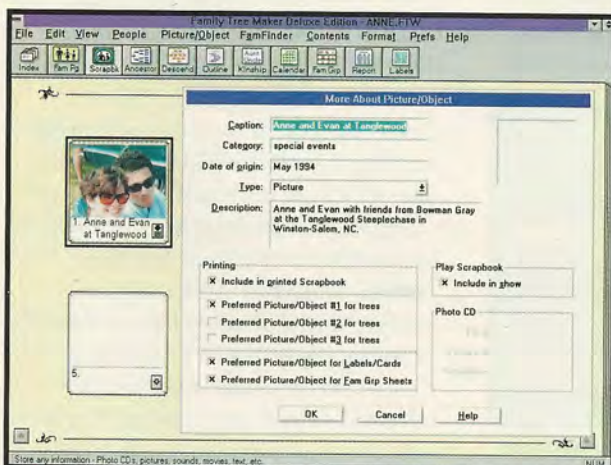 Family Tree Maker Deluxe Edition - ANNE.FTW
File Edit View People Picture/Object FamFinder Contents Format Prefs Help
Index Fam Pg Scrapbk Ancestor Descend Outline Kinship Calendar Fam Grp Report Labels
More About Picture/Object
Caption: Anne and Evan at Tanglewood
Category: special events
Date of origin: May 1994
Type: Picture
Description: Anne and Evan with friends from Bowman Gray
at the Tanglewood Steeplechase in
Winston-Salem, NC.
1. Anne and Evan
at Tanglewood
Printing
Include in printed Scrapbook
Preferred Picture/Object #1 for trees
Preferred Picture/Object #2 for trees
Preferred Picture/Object #3 for trees
Preferred Picture/Object for Labels/Cards
Preferred Picture/Object for Fam Grp Sheets
Play Scrapbook
Include in show
Photo CD
5.
OK Cancel Help
Store any information - Photo CDs, pictures, sounds, movies, text, etc.
NUM